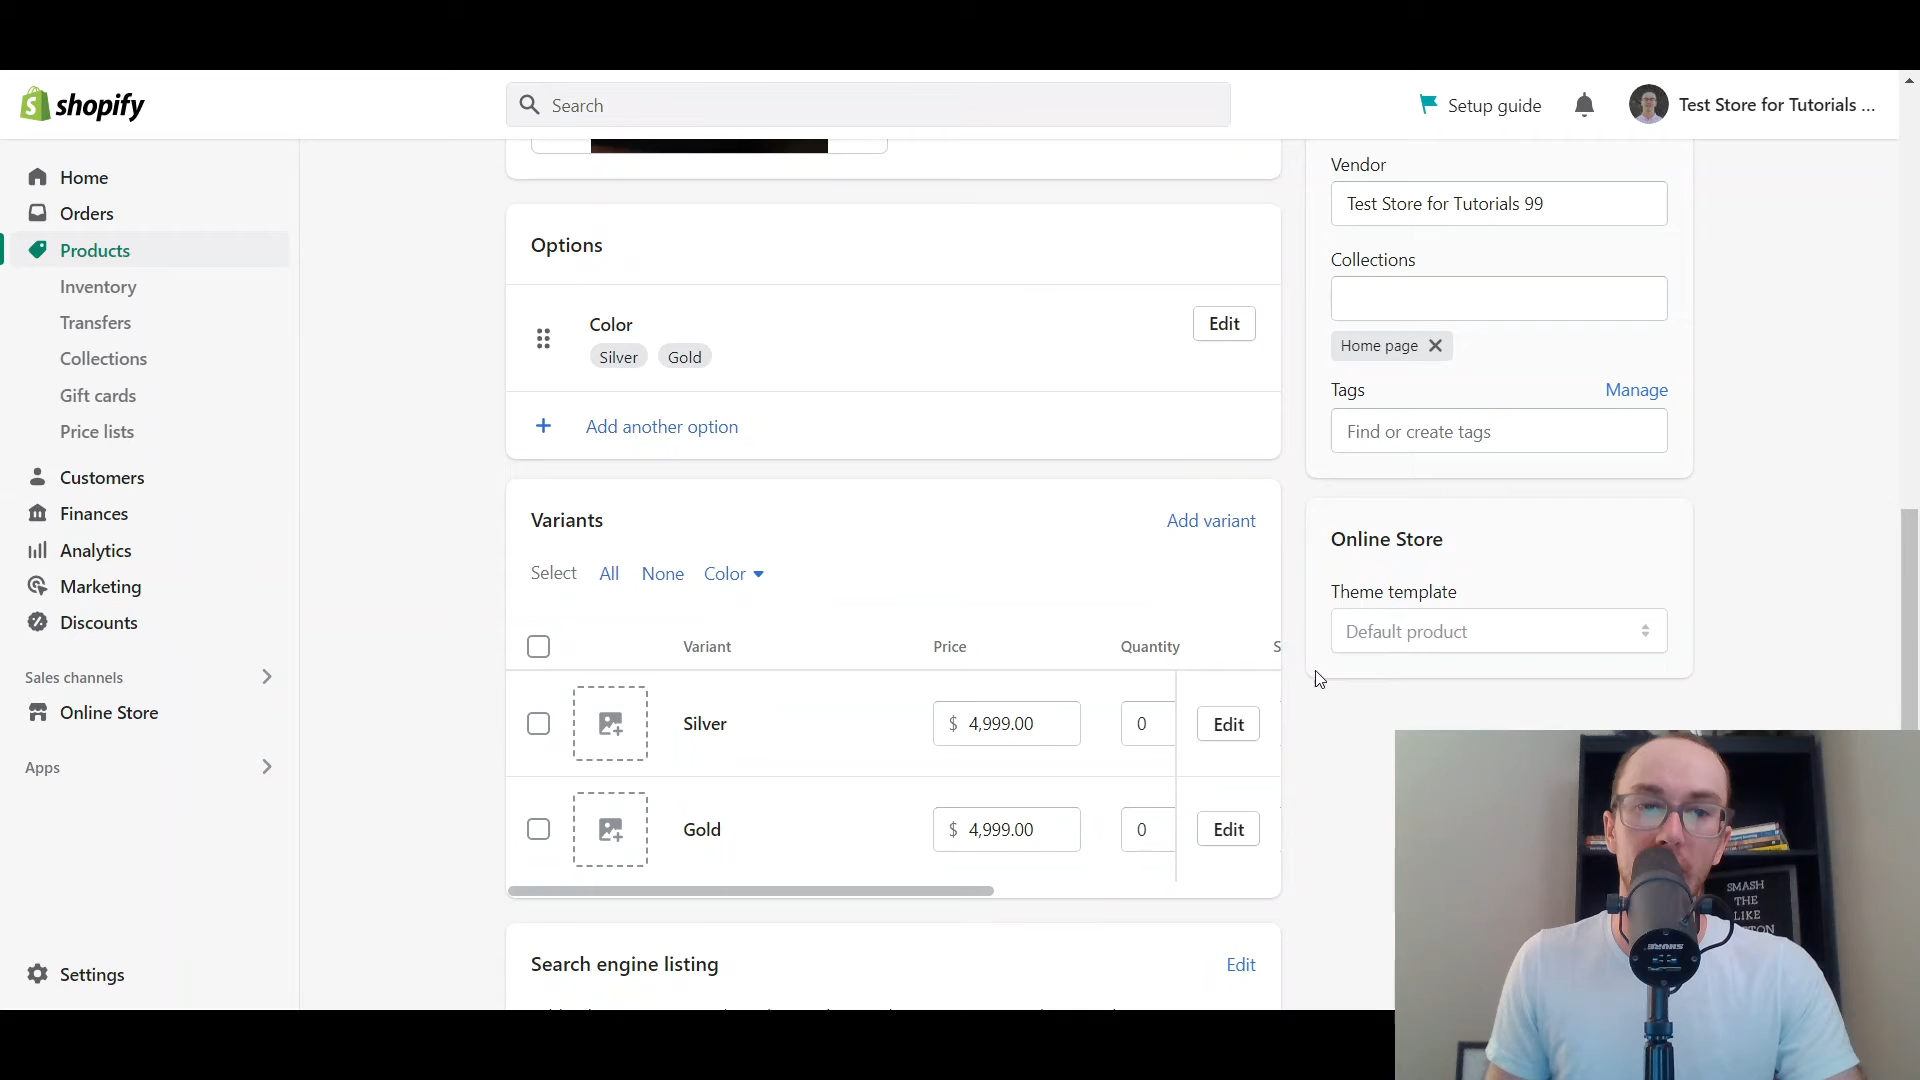 shopify
Search
Setup guide
Test Store for Tutorials ...
Home
Orders
Products
Inventory
Transfers
Collections
Gift cards
Price lists
Customers
Finances
Analytics
Marketing
Discounts
Sales channels
Online Store
Apps
Settings
Options
Color
Silver Gold
Edit
Add another option
Variants
Add variant
Select All None Color
Variant Price Quantity S
Silver $ 4,999.00 0 Edit
Gold $ 4,999.00 0 Edit
Search engine listing
Edit
Vendor
Test Store for Tutorials 99
Collections
Home page
Tags
Manage
Find or create tags
Online Store
Theme template
Default product
SMASH
THE
LIKE
SHURE